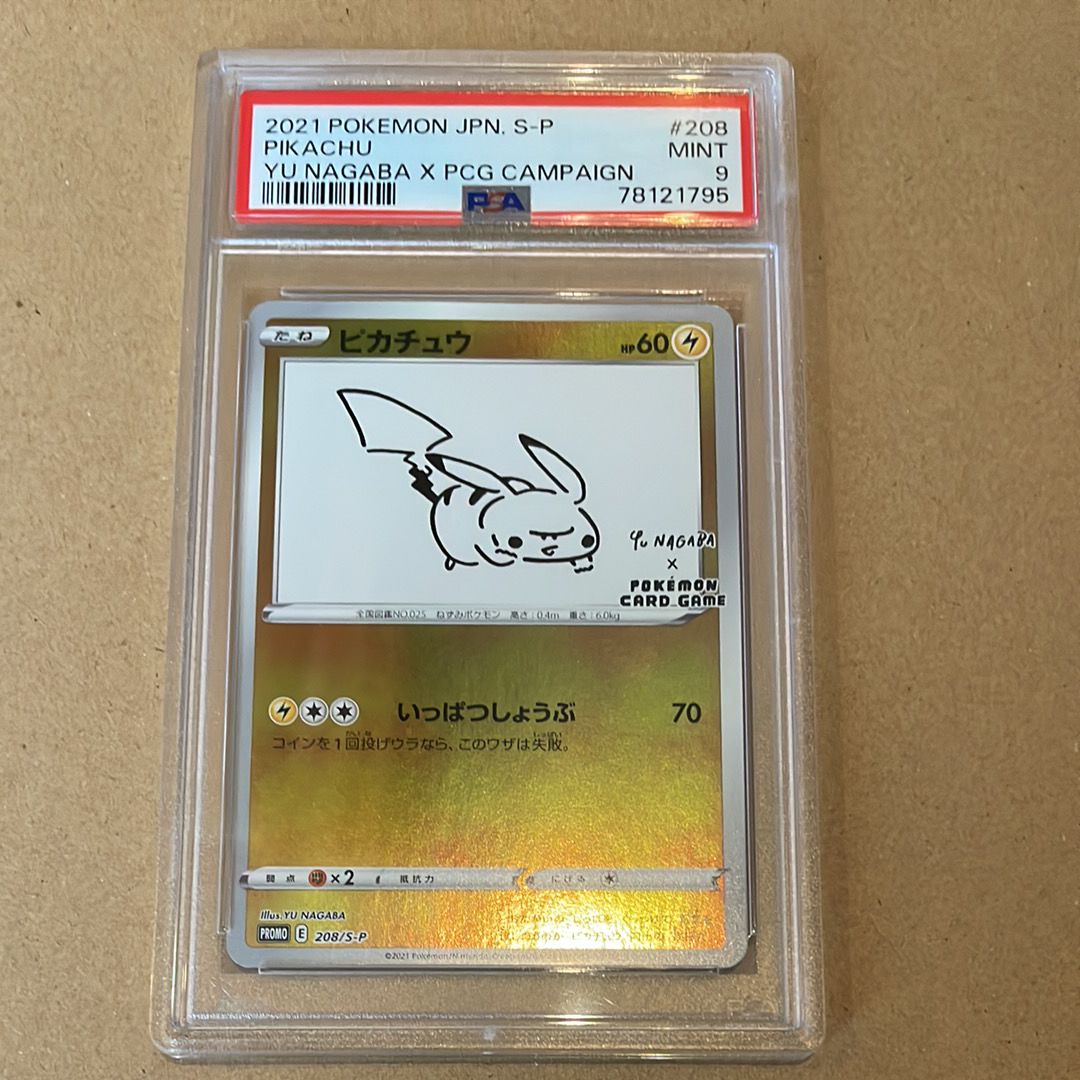 2021 POKEMON JPN. S-P #208
PIKACHU MINT
YU NAGABA X PCG CAMPAIGN 9
78121795
PSA
たね ピカチュウ HP60
Yu NAGABA
×
POKÉMON
CARD GAME
全国図鑑NO.025 ねずみポケモン 高さ:0.4m 重さ:6.0kg
いっぱつしょうぶ 70
コインを1回投げウラなら、このワザは失敗。
弱点 ×2 抵抗力 にげる
Illus.YU NAGABA
PROMO E 208/S-P
©2021 Pokémon/Nintendo